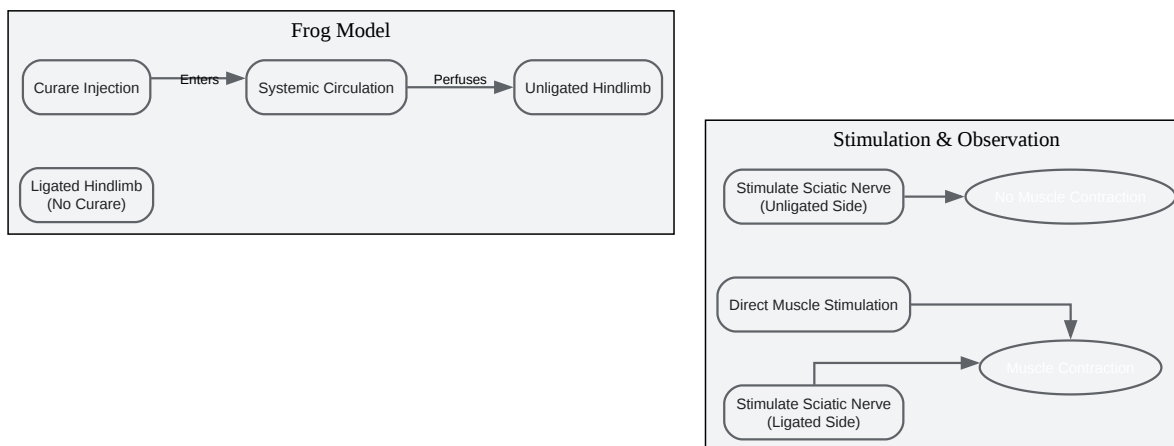 Frog Model
Curare Injection
Enters
Systemic Circulation
Perfuses
Unligated Hindlimb
Ligated Hindlimb
(No Curare)
Stimulation & Observation
Stimulate Sciatic Nerve
(Unligated Side)
No Muscle Contraction
Direct Muscle Stimulation
Muscle Contraction
Stimulate Sciatic Nerve
(Ligated Side)